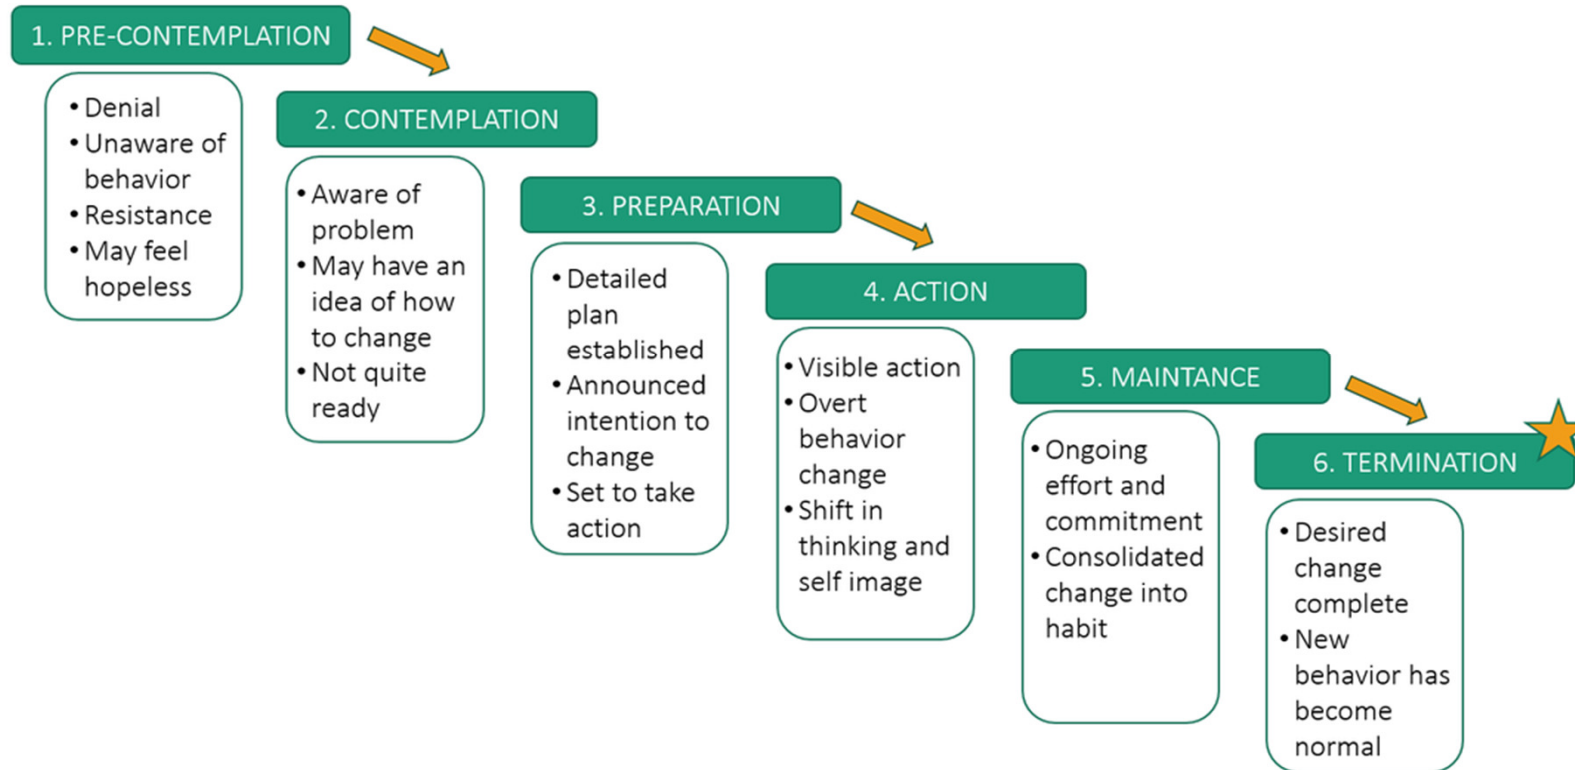 1. PRE-CONTEMPLATION
• Denial
• Unaware of
behavior
• Resistance
• May feel
hopeless
2. CONTEMPLATION
• Aware of
problem
• May have an
idea of how
to change
• Not quite
ready
3. PREPARATION
• Detailed
plan
established
• Announced
intention to
change
• Set to take
action
4. ACTION
• Visible action
• Overt
behavior
change
• Shift in
thinking and
self image
5. MAINTANCE
• Ongoing
effort and
commitment
• Consolidated
change into
habit
6. TERMINATION
• Desired
change
complete
• New
behavior has
become
normal